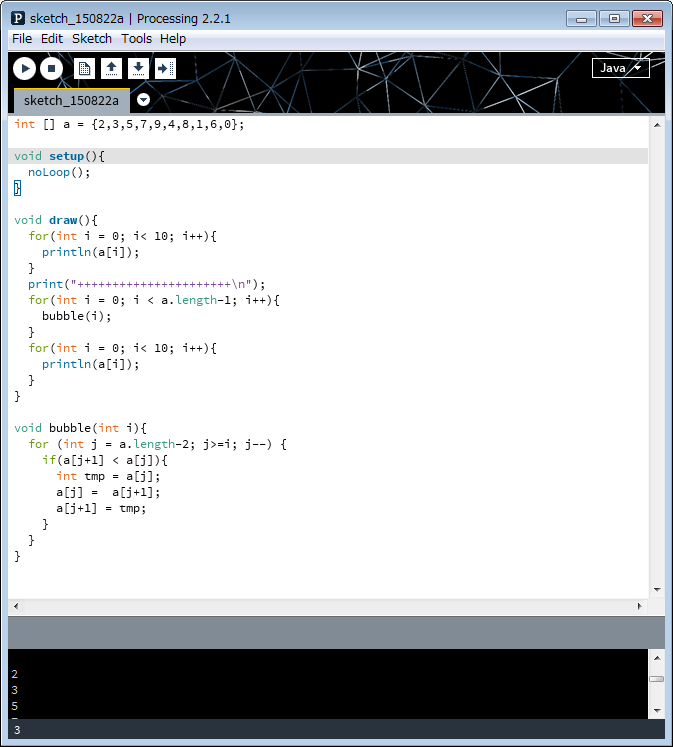 sketch_150822a | Processing 2.2.1
File Edit Sketch Tools Help
Java
sketch_150822a
int [] a = {2,3,5,7,9,4,8,1,6,0};
void setup(){
  noLoop();
}
void draw(){
  for(int i = 0; i< 10; i++){
    println(a[i]);
  }
  print("++++++++++++++++++++++\n");
  for(int i = 0; i < a.length-1; i++){
    bubble(i);
  }
  for(int i = 0; i< 10; i++){
    println(a[i]);
  }
}
void bubble(int i){
  for (int j = a.length-2; j>=i; j--) {
    if(a[j+1] < a[j]){
      int tmp = a[j];
      a[j] =  a[j+1];
      a[j+1] = tmp;
    }
  }
}
2
3
5
3